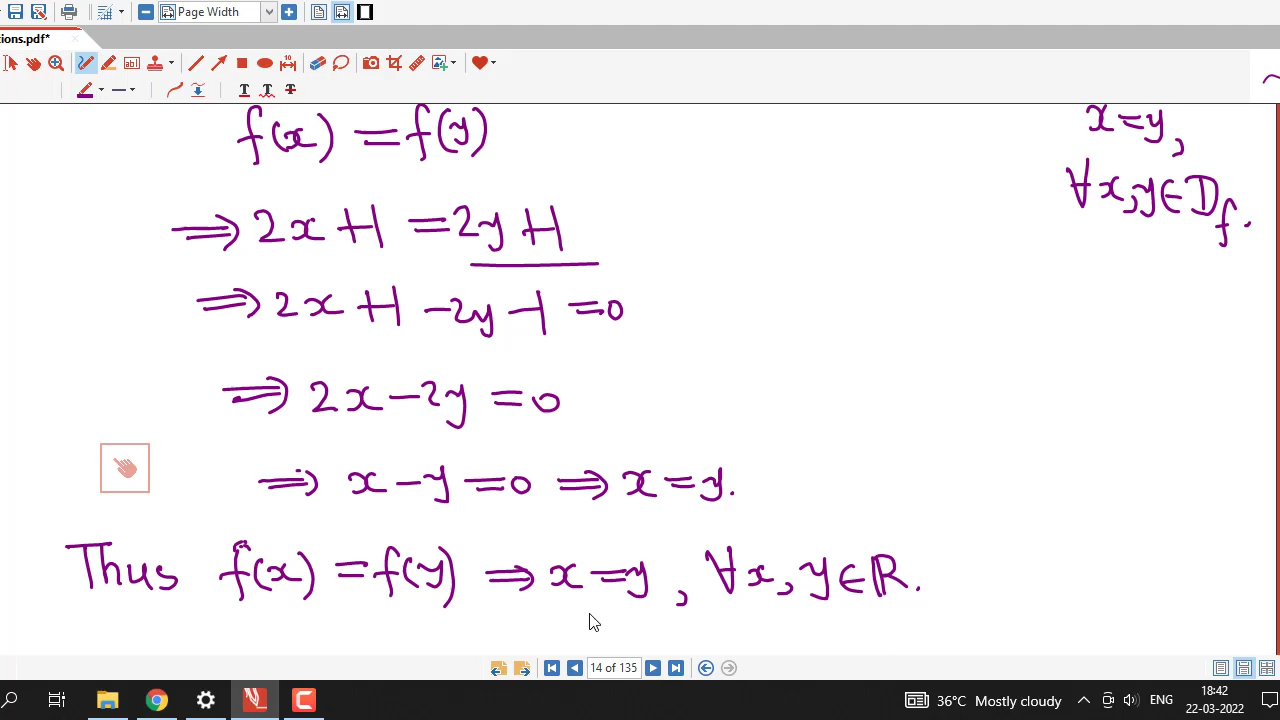 Page Width
tions.pdf*
f(x) = f(y)
x = y,
∀x, y ∈ D_f.
⟹ 2x + 1 = 2y + 1
⟹ 2x + 1 - 2y - 1 = 0
⟹ 2x - 2y = 0
⟹ x - y = 0 ⟹ x = y.
Thus f(x) = f(y) ⟹ x = y, ∀x, y ∈ ℝ.
14 of 135
36°C Mostly cloudy
ENG
18:42
22-03-2022